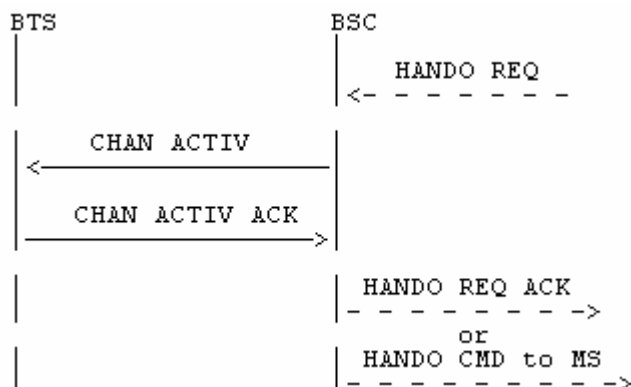 BTS BSC
HANDO REQ
CHAN ACTIV
CHAN ACTIV ACK
HANDO REQ ACK
or
HANDO CMD to MS